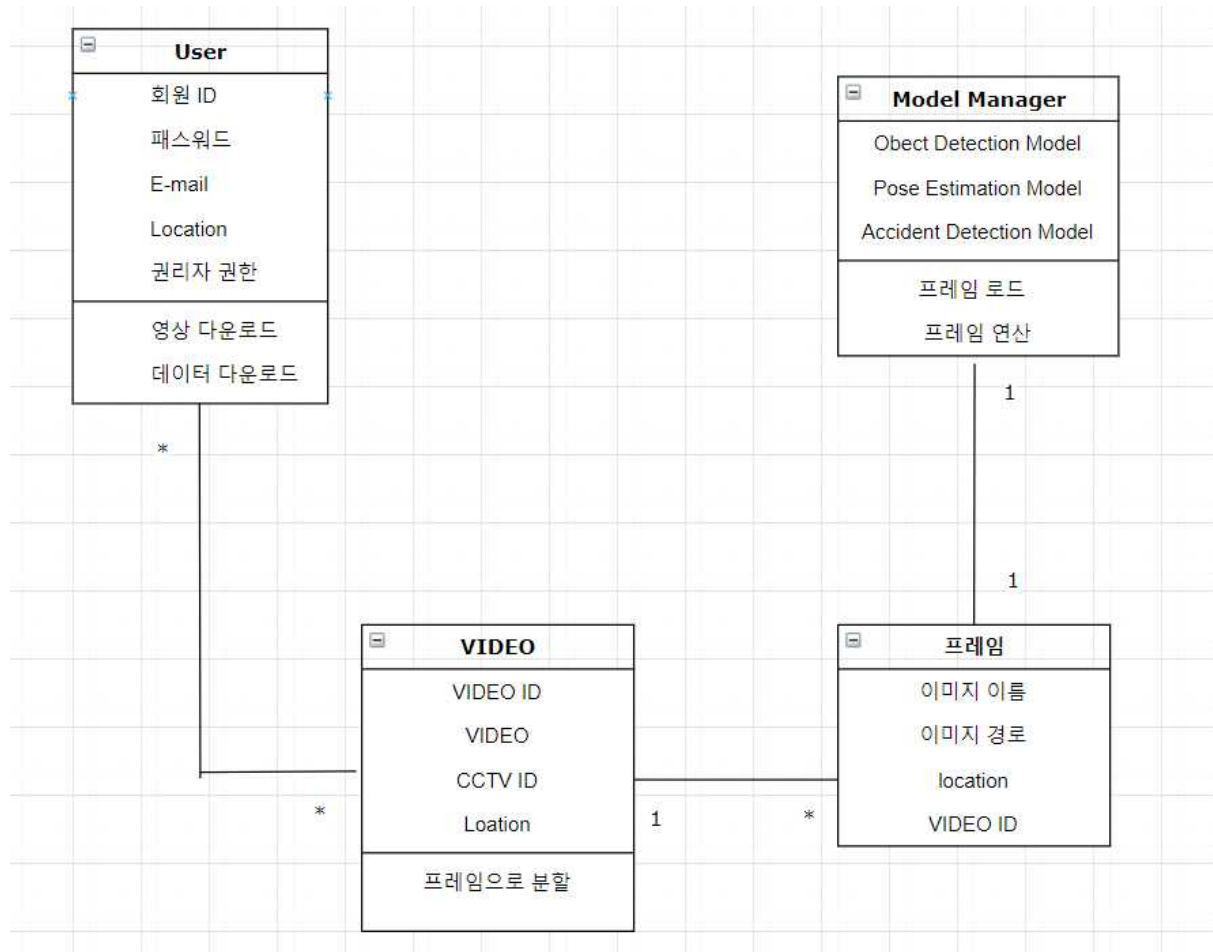 User
회원 ID
패스워드
E-mail
Location
권리자 권한
영상 다운로드
데이터 다운로드
*
*
Model Manager
Obect Detection Model
Pose Estimation Model
Accident Detection Model
프레임 로드
프레임 연산
1
1
VIDEO
VIDEO ID
VIDEO
CCTV ID
Loation
프레임으로 분할
1
*
프레임
이미지 이름
이미지 경로
location
VIDEO ID